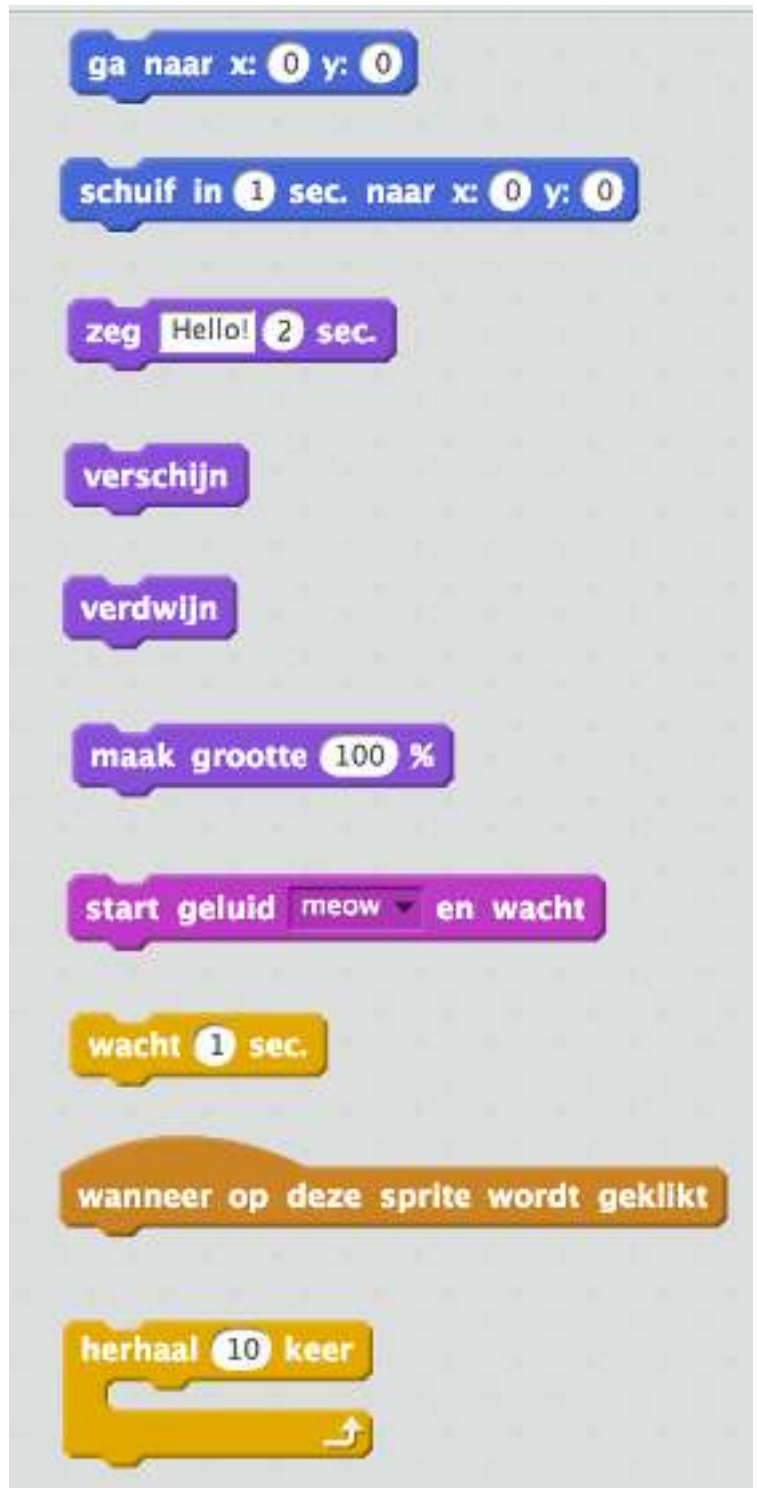 ga naar x: 0 y: 0
schuif in 1 sec. naar x: 0 y: 0
zeg Hello! 2 sec.
verschijn
verdwijn
maak grootte 100 %
start geluid meow en wacht
wacht 1 sec.
wanneer op deze sprite wordt geklikt
herhaal 10 keer